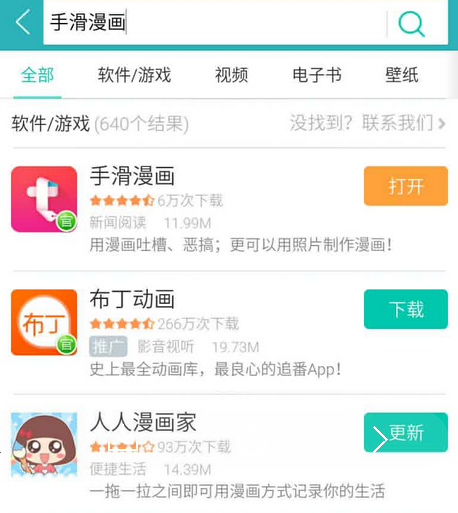 手滑漫画
全部 软件/游戏 视频 电子书 壁纸
软件/游戏 (640个结果) 没找到? 联系我们
手滑漫画
6万次下载
打开
新闻阅读 11.99M
用漫画吐槽、恶搞；更可以用照片制作漫画！
官
布丁
布丁动画
266万次下载
下载
推广 影音视听 19.73M
史上最全动画库，最良心的追番App！
官
人人漫画家
93万次下载
更新
便捷生活 14.39M
一拖一拉之间即可用漫画方式记录你的生活